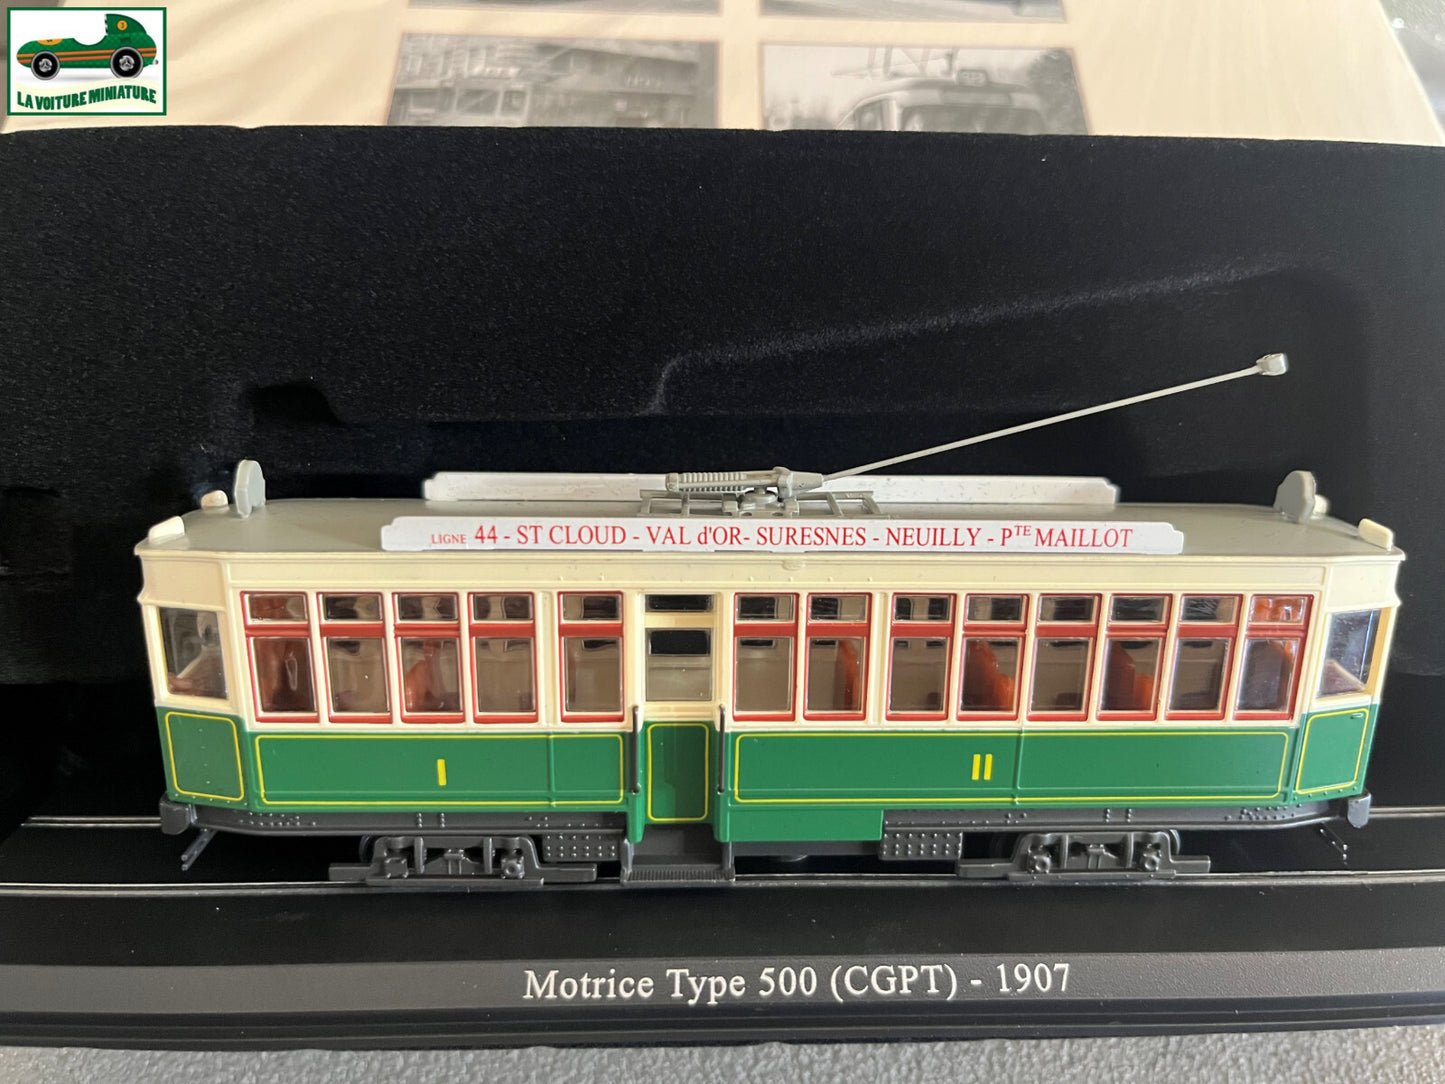 3
LA VOITURE MINIATURE
LIGNE 44 - ST CLOUD - VAL d'OR- SURESNES - NEUILLY - PTE MAILLOT
I
II
Motrice Type 500 (CGPT) - 1907